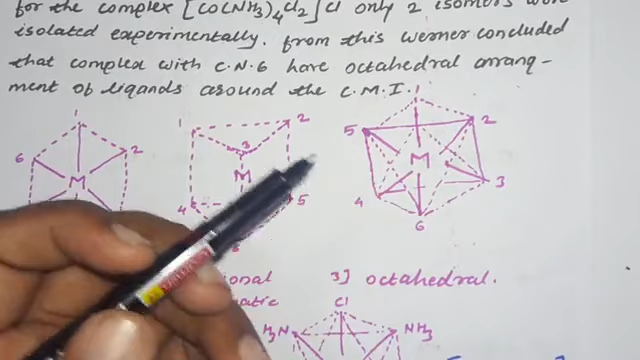 for the complex [Co(NH3)4Cl2]Cl only 2 isomers were
isolated experimentally. from this werner concluded
that complex with C.N.6 have octahedral arrang-
ment of ligands around the C.M.I.
1 1 1
6 M 2
1 2 3 M 4 5
5 2 M 4 3 6
3] octahedral.
Cl
H3N NH3